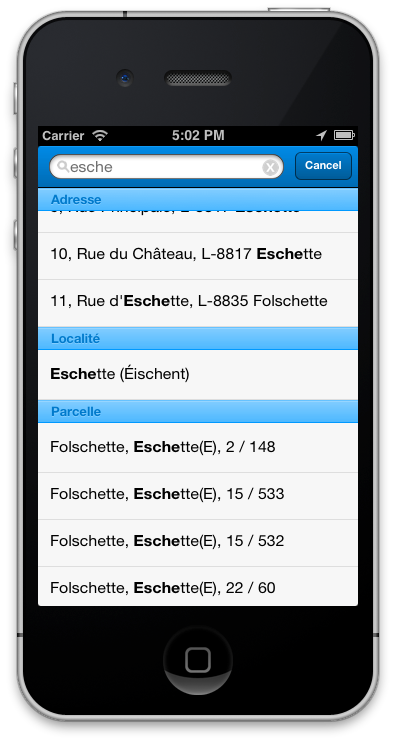 Carrier 5:02 PM
esche Cancel
Adresse
10, Rue du Château, L-8817 Eschette
11, Rue d'Eschette, L-8835 Folschette
Localité
Eschette (Éischent)
Parcelle
Folschette, Eschette(E), 2 / 148
Folschette, Eschette(E), 15 / 533
Folschette, Eschette(E), 15 / 532
Folschette, Eschette(E), 22 / 60